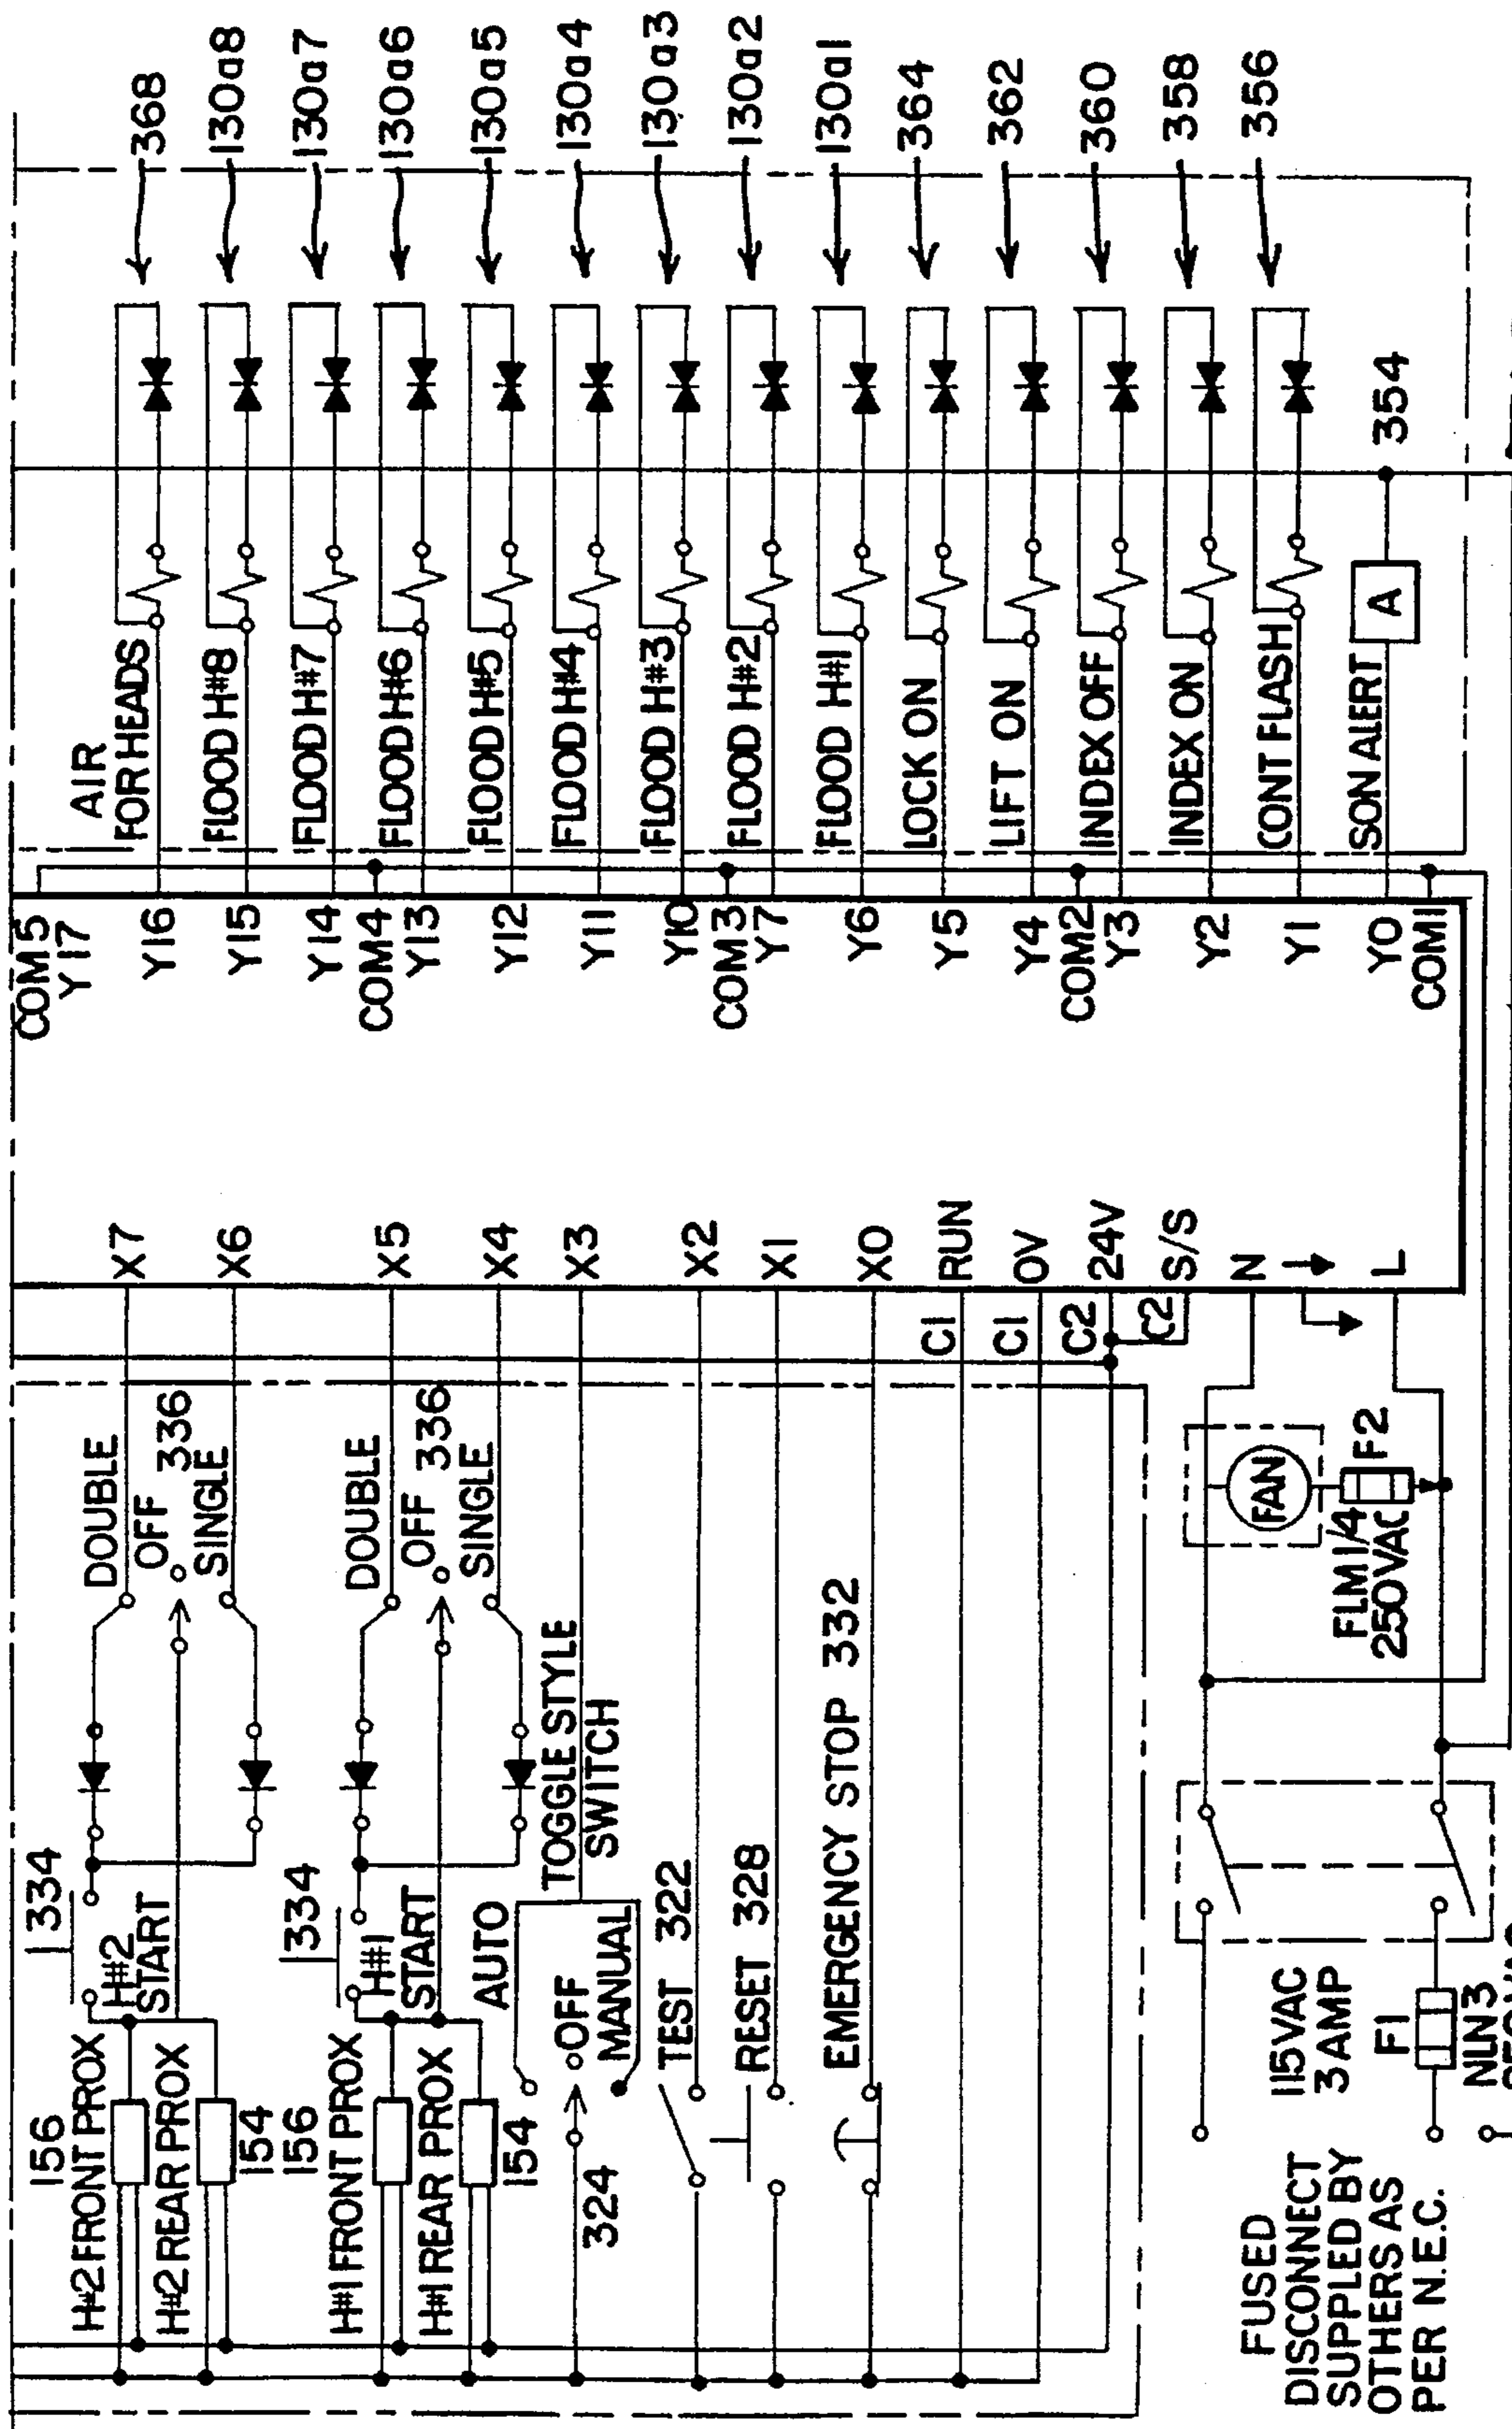 368
130a8
130a7
130a6
130a5
130a4
130a3
130a2
130a1
364
362
360
358
356
354
AIR
FOR HEADS
FLOOD H#8
FLOOD H#7
FLOOD H#6
FLOOD H#5
FLOOD H#4
FLOOD H#3
FLOOD H#2
FLOOD H#1
LOCK ON
LIFT ON
INDEX OFF
INDEX ON
CONT FLASH
SON ALERT
A
COM5
Y17
Y16
Y15
Y14
COM4
Y13
Y12
Y11
Y10
COM3
Y7
Y6
Y5
Y4
COM2
Y3
Y2
Y1
Y0
COM1
X7
X6
X5
X4
X3
X2
X1
X0
RUN
0V
24V
S/S
N
L
C1
C1
C2
C2
DOUBLE
OFF
336
SINGLE
DOUBLE
OFF
336
SINGLE
334
H#2
START
334
H#1
START
TOGGLE STYLE
SWITCH
AUTO
OFF
MANUAL
324
TEST 322
RESET 328
EMERGENCY STOP 332
156
H#2 FRONT PROX
H#2 REAR PROX
154
156
H#1 FRONT PROX
H#1 REAR PROX
154
FAN
F2
FLM 1/4
250VAC
115VAC
3 AMP
F1
NLN3
FUSED
DISCONNECT
SUPPLED BY
OTHERS AS
PER N.E.C.